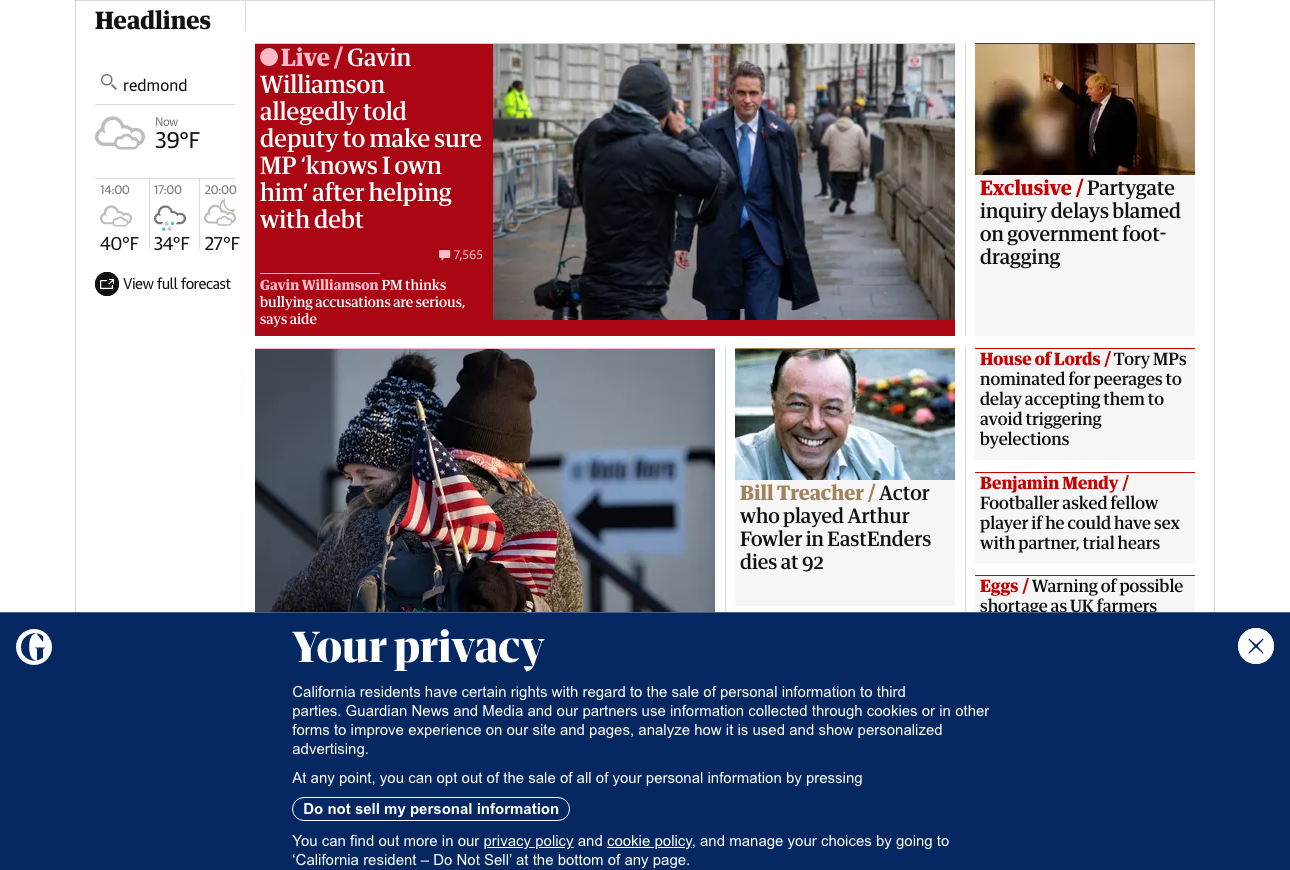 Headlines
redmond
Now
39°F
14:00
17:00
20:00
40°F
34°F
27°F
View full forecast
Live / Gavin
Williamson
allegedly told
deputy to make sure
MP ‘knows I own
him’ after helping
with debt
7,565
Gavin Williamson PM thinks
bullying accusations are serious,
says aide
Exclusive / Partygate
inquiry delays blamed
on government foot-
dragging
Vote Here
Bill Treacher / Actor
who played Arthur
Fowler in EastEnders
dies at 92
House of Lords / Tory MPs
nominated for peerages to
delay accepting them to
avoid triggering
byelections
Benjamin Mendy /
Footballer asked fellow
player if he could have sex
with partner, trial hears
Eggs / Warning of possible
shortage as UK farmers
G
Your privacy
California residents have certain rights with regard to the sale of personal information to third
parties. Guardian News and Media and our partners use information collected through cookies or in other
forms to improve experience on our site and pages, analyze how it is used and show personalized
advertising.
At any point, you can opt out of the sale of all of your personal information by pressing
Do not sell my personal information
You can find out more in our privacy policy and cookie policy, and manage your choices by going to
‘California resident – Do Not Sell’ at the bottom of any page.